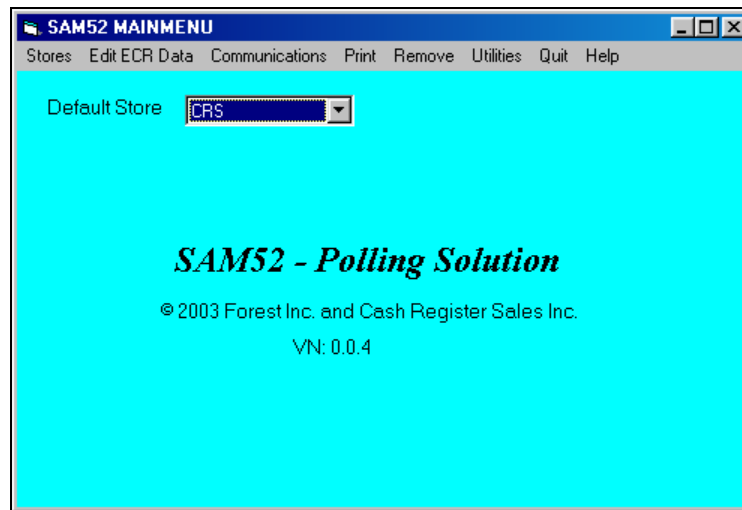 SAM52 MAINMENU
Stores Edit ECR Data Communications Print Remove Utilities Quit Help
Default Store CRS
SAM52 - Polling Solution
© 2003 Forest Inc. and Cash Register Sales Inc.
VN: 0.0.4